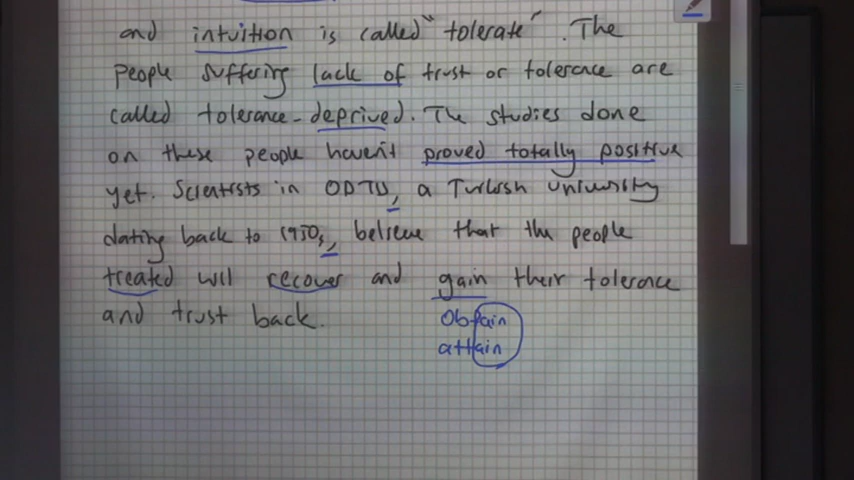 and intuition is called "tolerate". The
people suffering lack of trust or tolerance are
called tolerance-deprived. The studies done
on these people haven't proved totally positive
yet. Scientists in ODTU, a Turkish university
dating back to 1950s, believe that the people
treated will recover and gain their tolerance
and trust back.
obtain
attain